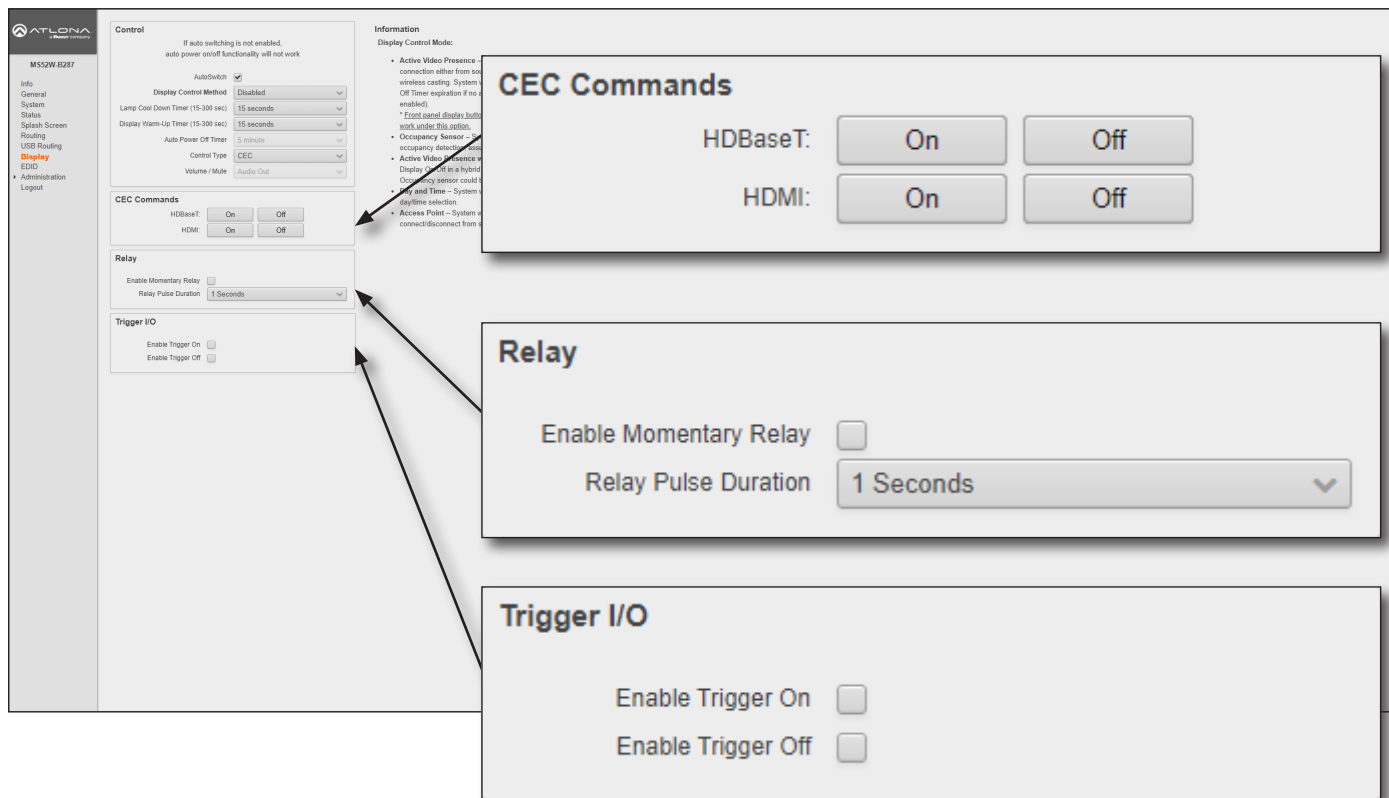 ATLONA
a Panduit company
MS52W-B287
Info
General
System
Status
Splash Screen
Routing
USB Routing
Display
EDID
Administration
Logout
Control
If auto switching is not enabled,
auto power on/off functionality will not work
AutoSwitch
Display Control Method Disabled
Lamp Cool Down Timer (15-300 sec) 15 seconds
Display Warm-Up Timer (15-300 sec) 15 seconds
Auto Power Off Timer 5 minute
Control Type CEC
Volume / Mute Audio Out
CEC Commands
HDBaseT: On Off
HDMI: On Off
Relay
Enable Momentary Relay
Relay Pulse Duration 1 Seconds
Trigger I/O
Enable Trigger On
Enable Trigger Off
Information
Display Control Mode:
• Active Video Presence –
connection either from
wireless casting. System
Off Timer expiration if no
enabled).
* Front panel display
work under this option.
• Occupancy Sensor –
occupancy detection
• Active Video Presence
Display On/Off in a hybrid
Occupancy sensor could
• Day and Time – System
day/time selection.
• Access Point – System
connect/disconnect from
CEC Commands
HDBaseT: On Off
HDMI: On Off
Relay
Enable Momentary Relay
Relay Pulse Duration 1 Seconds
Trigger I/O
Enable Trigger On
Enable Trigger Off